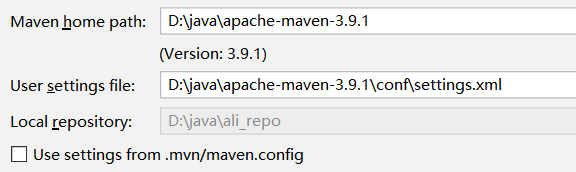 Maven home path: D:\java\apache-maven-3.9.1
(Version: 3.9.1)
User settings file: D:\java\apache-maven-3.9.1\conf\settings.xml
Local repository: D:\java\ali_repo
Use settings from .mvn/maven.config